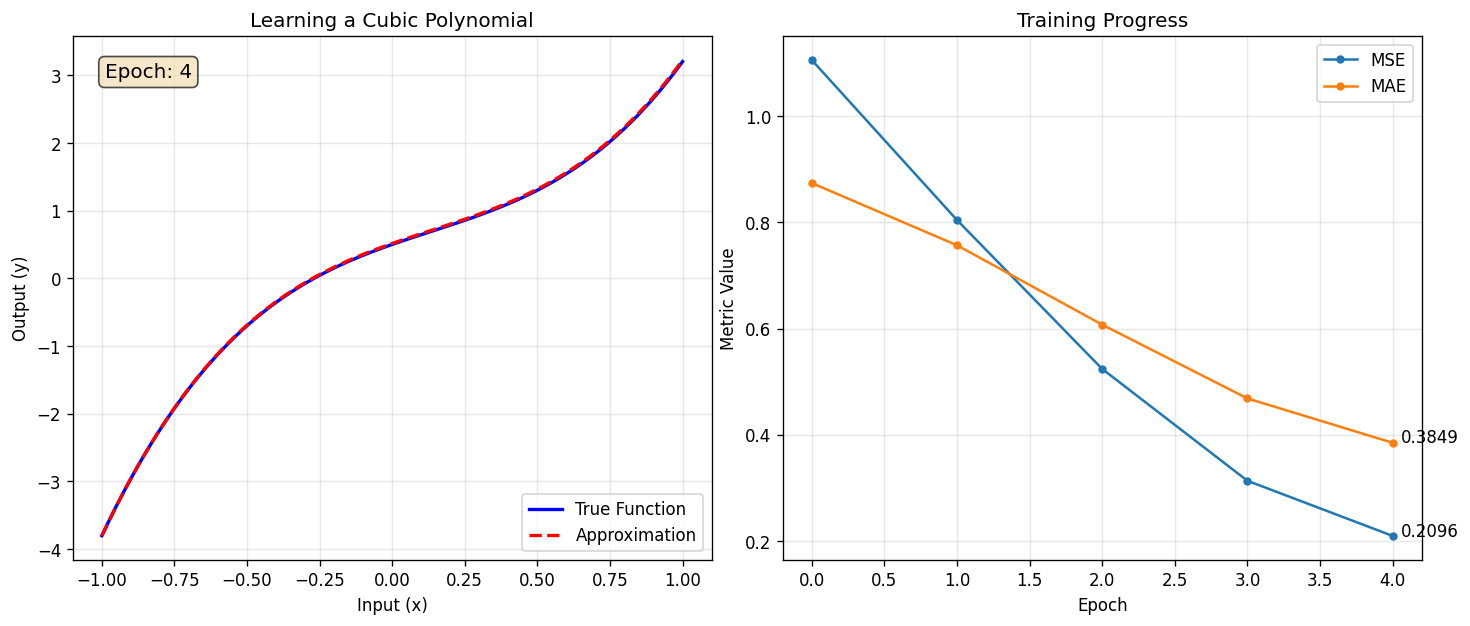 Learning a Cubic Polynomial
Epoch: 4
Output (y)
3
2
1
0
−1
−2
−3
−4
True Function
Approximation
−1.00 −0.75 −0.50 −0.25 0.00 0.25 0.50 0.75 1.00
Input (x)
Training Progress
MSE
MAE
Metric Value
1.0
0.8
0.6
0.4
0.2
0.3849
0.2096
0.0 0.5 1.0 1.5 2.0 2.5 3.0 3.5 4.0
Epoch